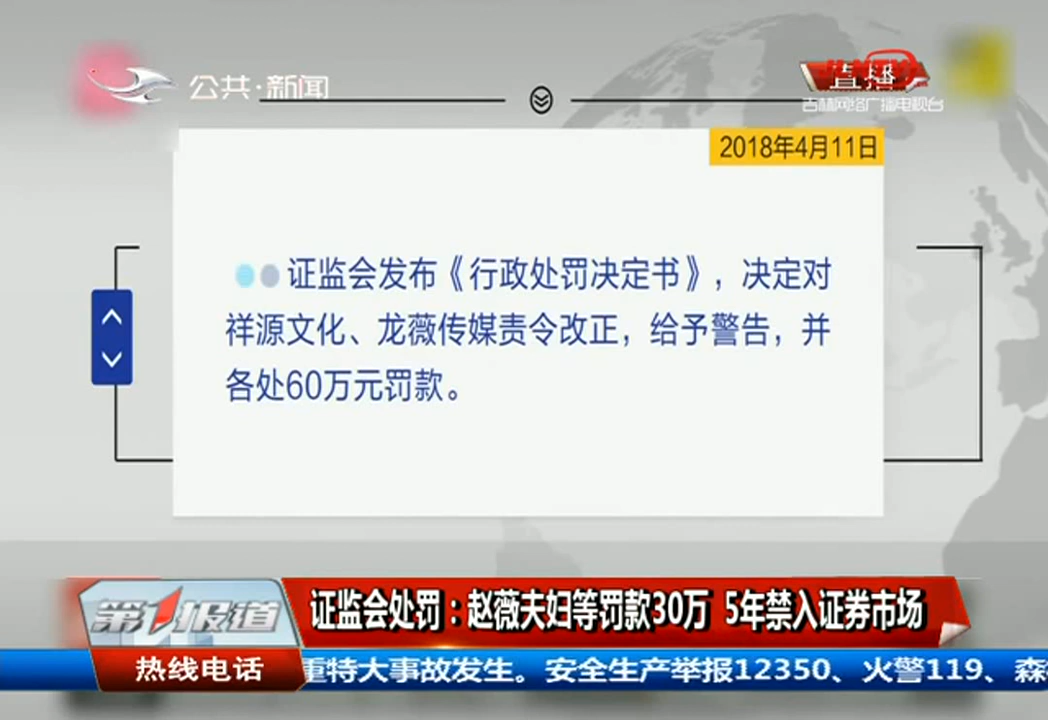 公共·新闻
直播
吉林网络广播电视台
2018年4月11日
证监会发布《行政处罚决定书》，决定对
祥源文化、龙薇传媒责令改正，给予警告，并
各处60万元罚款。
第1报道
证监会处罚：赵薇夫妇等罚款30万 5年禁入证券市场
热线电话
重特大事故发生。安全生产举报12350、火警119、森